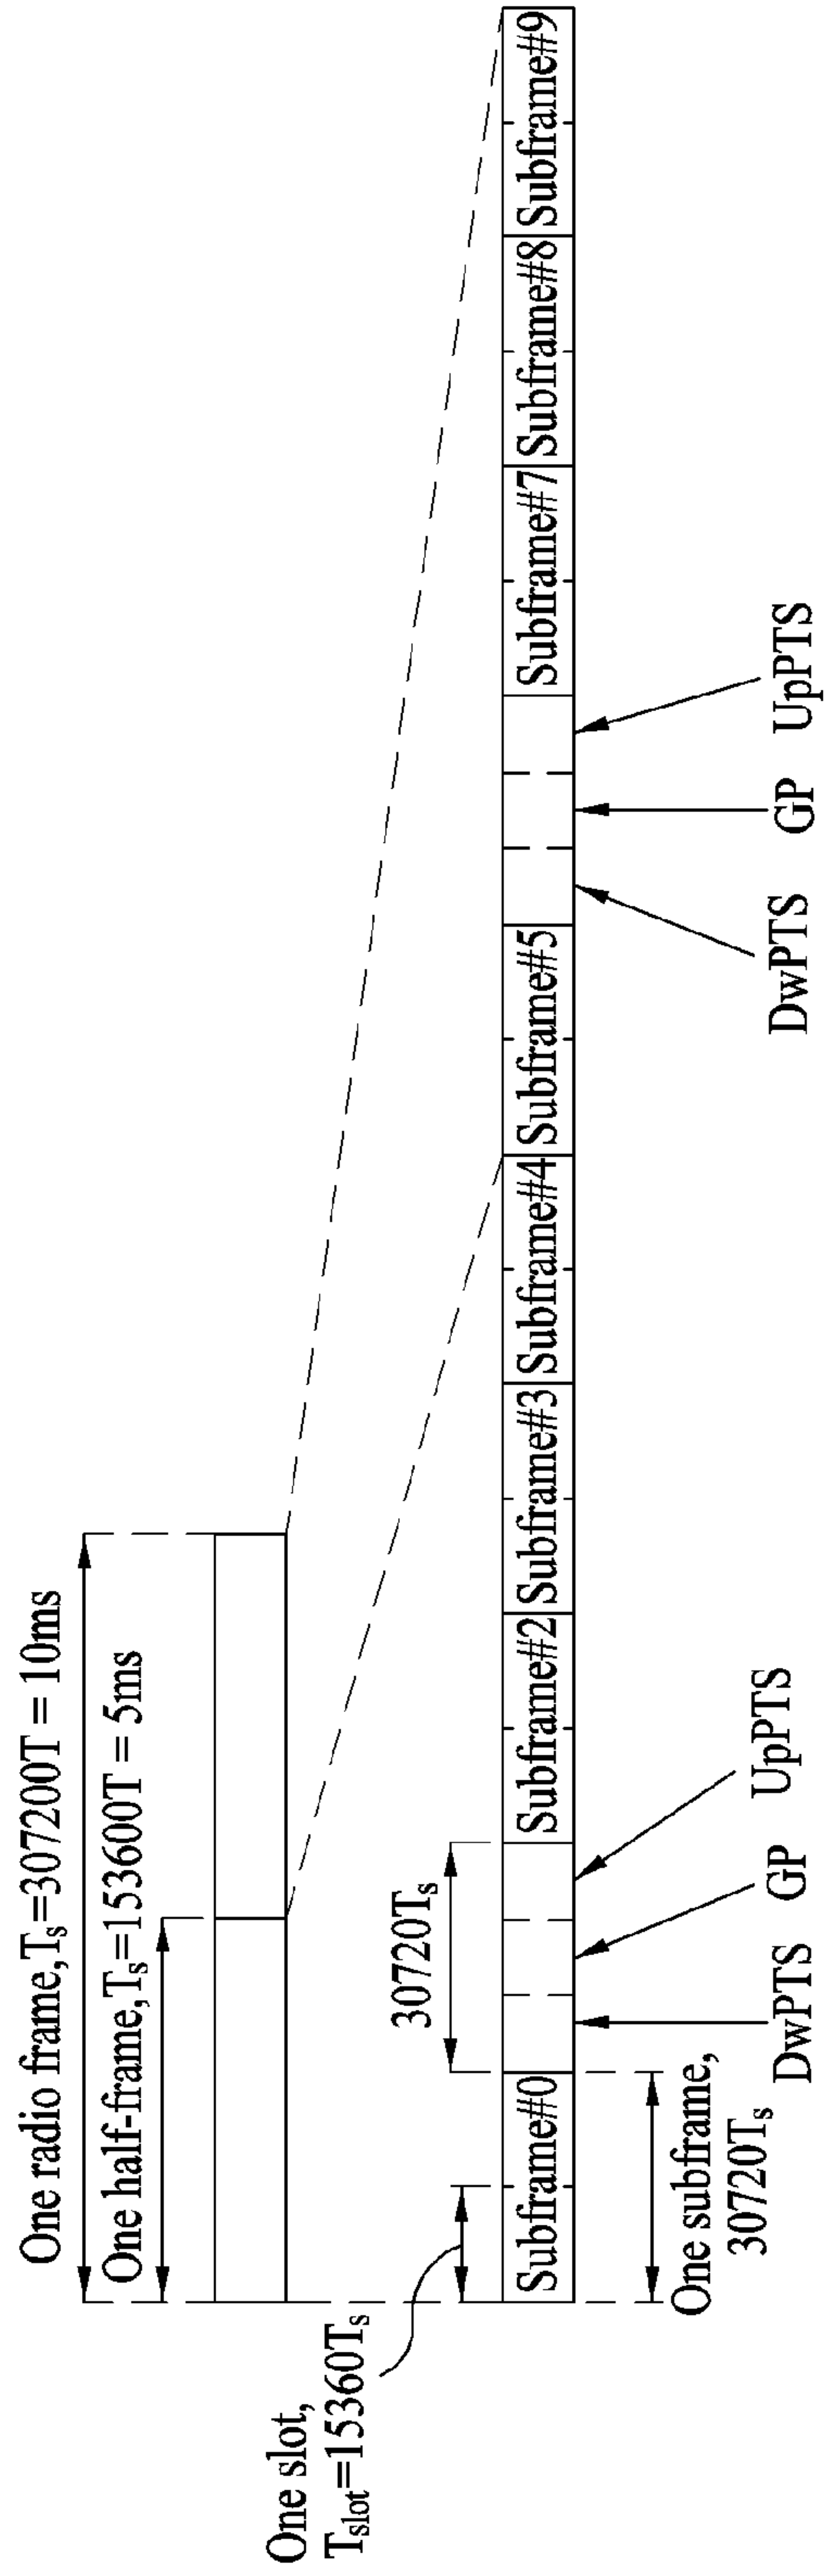 One radio frame,Ts=307200T = 10ms
One half-frame,Ts=153600T = 5ms
One slot,
Tslot=15360Ts
30720Ts
Subframe#0
Subframe#2
Subframe#3
Subframe#4
Subframe#5
Subframe#7
Subframe#8
Subframe#9
One subframe,
30720Ts
DwPTS
GP
UpPTS
DwPTS
GP
UpPTS